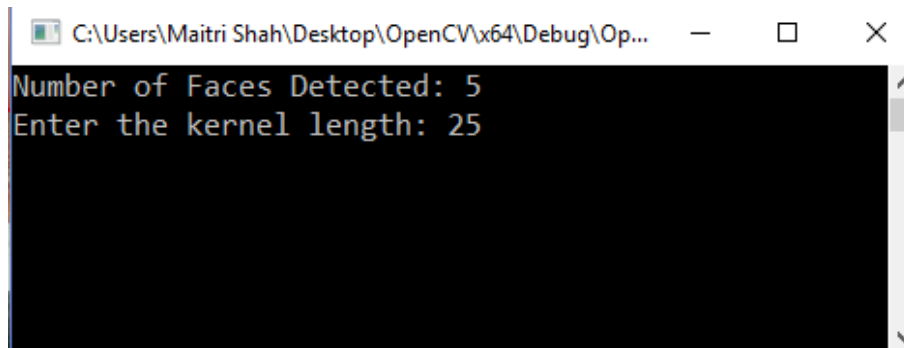 C:\Users\Maitri Shah\Desktop\OpenCV\x64\Debug\Op...
Number of Faces Detected: 5
Enter the kernel length: 25